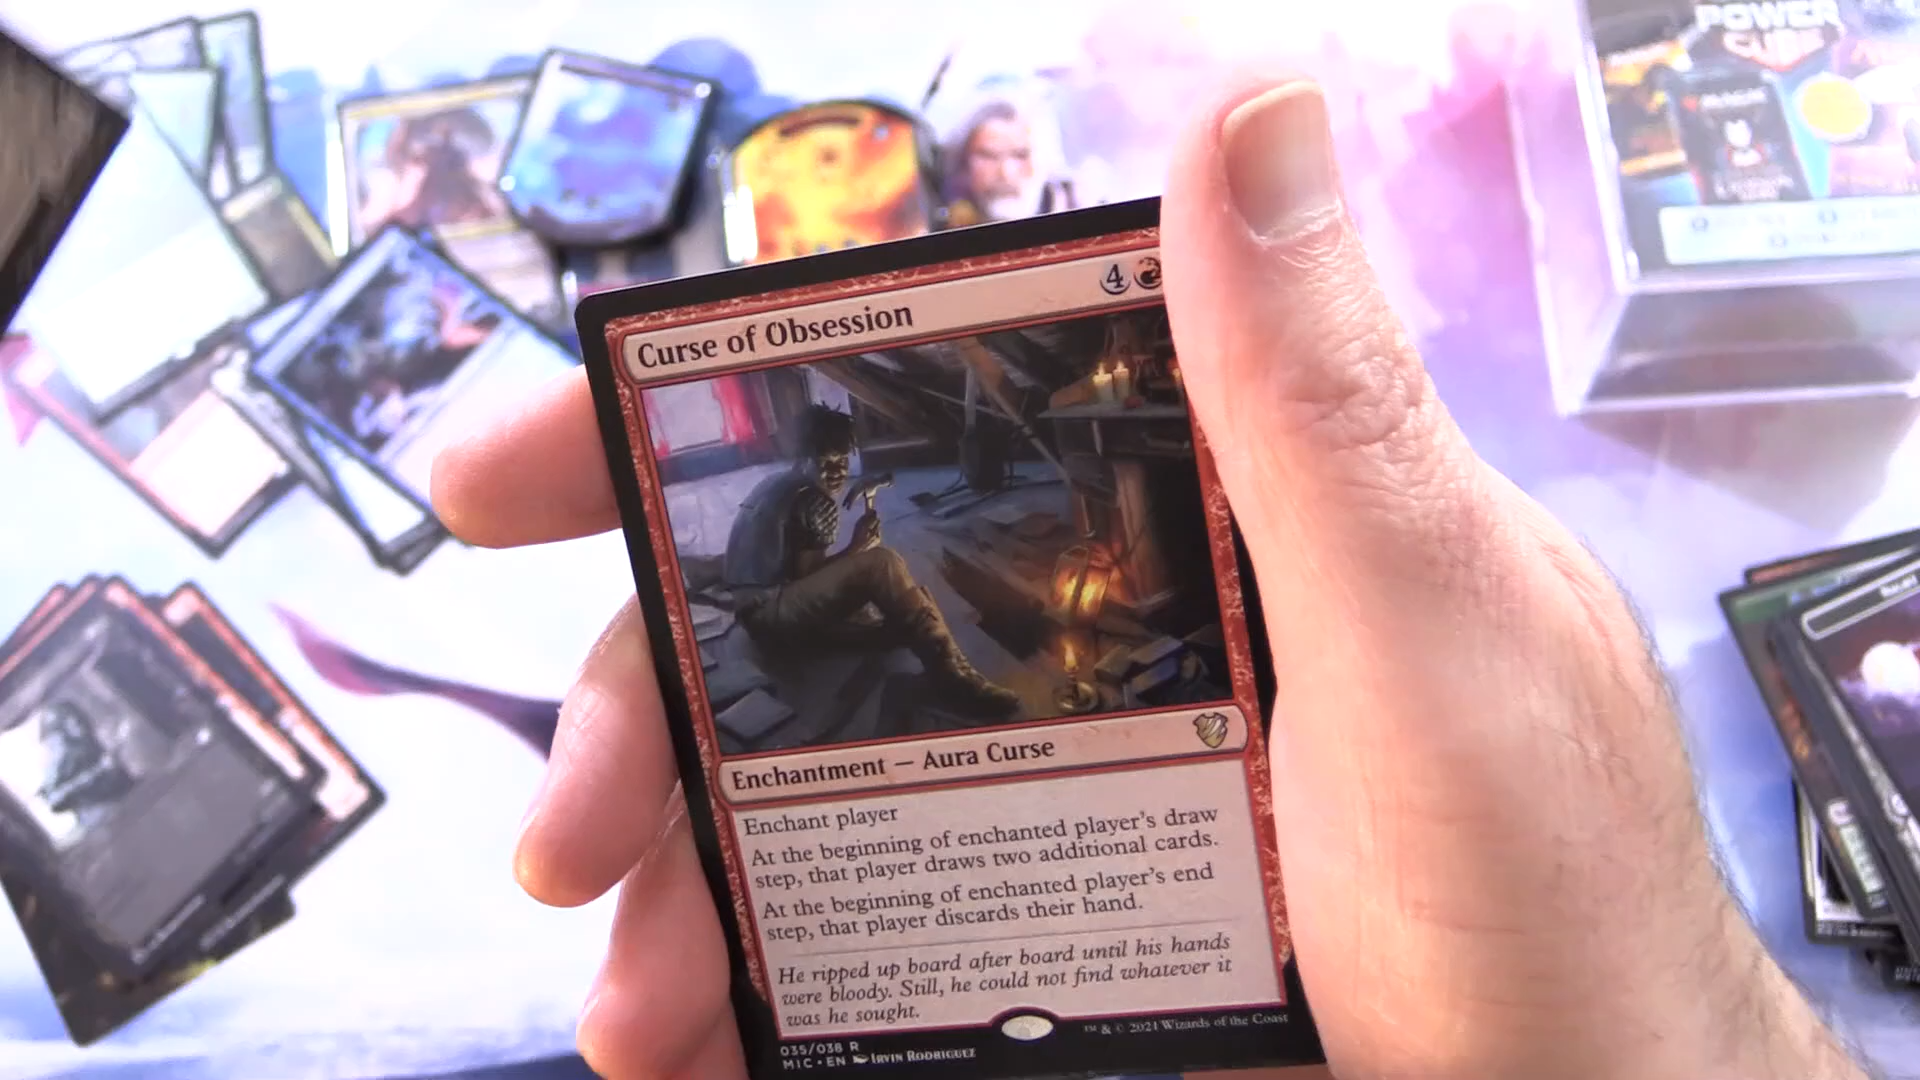 POWER
CUBE
MAGIC
Curse of Obsession
4
Enchantment — Aura Curse
Enchant player
At the beginning of enchanted player's draw
step, that player draws two additional cards.
At the beginning of enchanted player's end
step, that player discards their hand.
He ripped up board after board until his hands
were bloody. Still, he could not find whatever it
was he sought.
035/038 R
MIC • EN IRVIN RODRIGUEZ
™ & © 2021 Wizards of the Coast